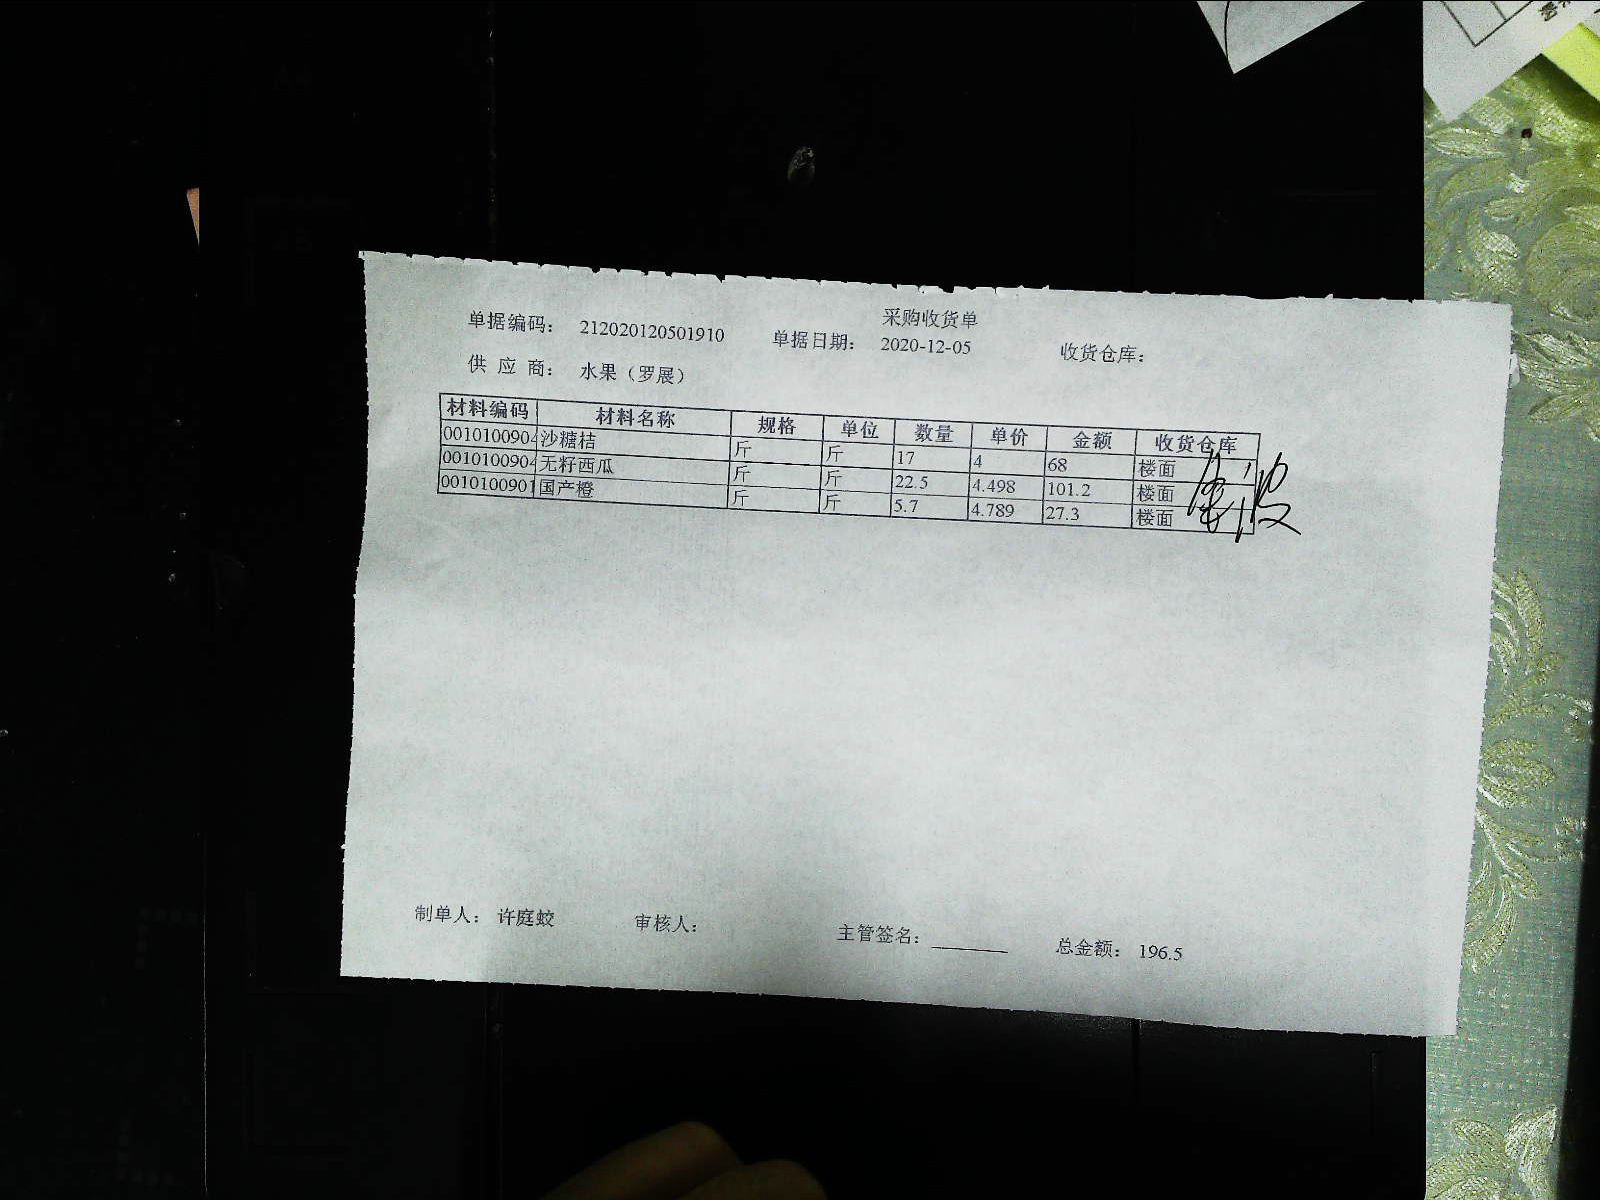 采购收货单
单据编码： 212020120501910 单据日期： 2020-12-05 收货仓库：
供 应 商： 水果（罗展）
材料编码 材料名称 规格 单位 数量 单价 金额 收货仓库
0010100904 沙糖桔 斤 斤 17 4 68 楼面
0010100904 无籽西瓜 斤 斤 22.5 4.498 101.2 楼面
0010100901 国产橙 斤 斤 5.7 4.789 27.3 楼面
制单人： 许庭蛟 审核人： 主管签名： 总金额： 196.5